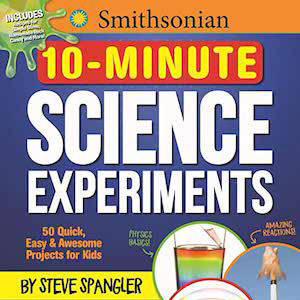 INCLUDES
Smithsonian
10-MINUTE
SCIENCE
EXPERIMENTS
50 Quick,
Easy & Awesome
Projects for Kids
PHYSICS
BASICS!
AMAZING
REACTIONS!
BY STEVE SPANGLER